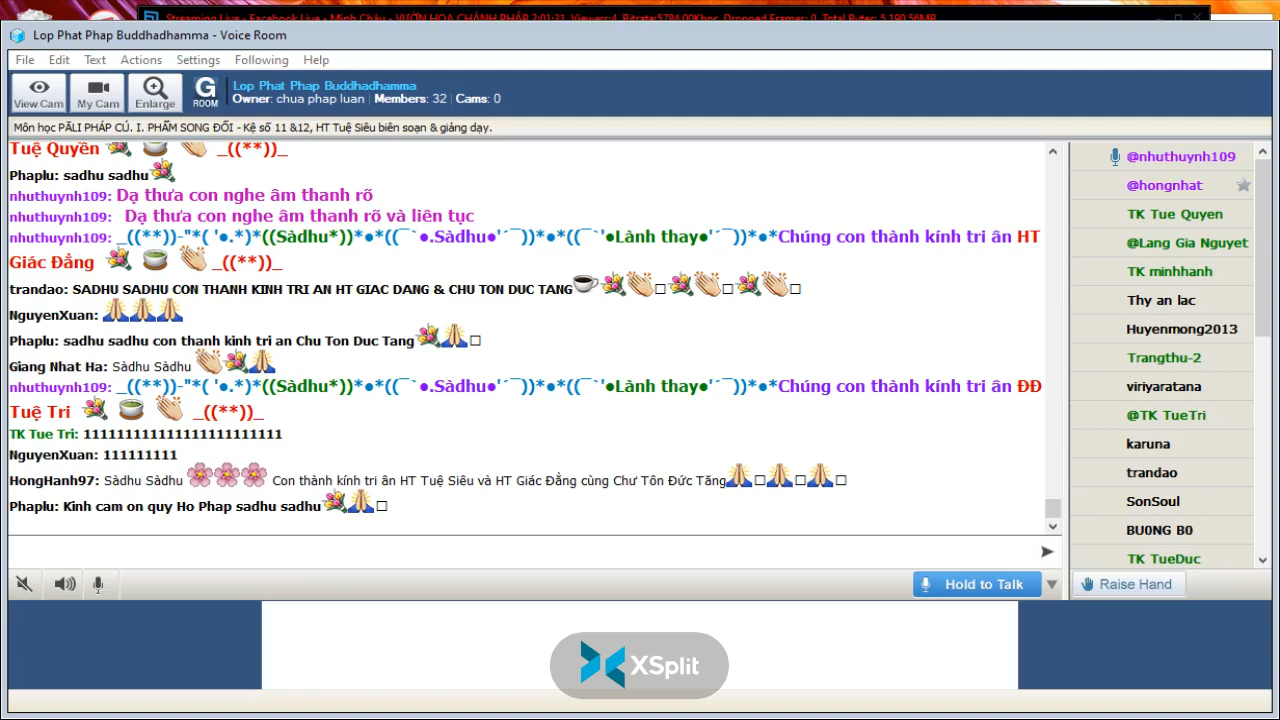 Streaming Live - Facebook Live - Minh Châu - VƯỜN HOA CHÁNH PHÁP 2:01:31, Viewers:4, Bitrate:5784.00Kbps, Dropped Frames: 0, Total Bytes: 5,190.56MB
Lop Phat Phap Buddhadhamma - Voice Room
File Edit Text Actions Settings Following Help
View Cam My Cam Enlarge G ROOM
Lop Phat Phap Buddhadhamma
Owner: chua phap luan | Members: 32 | Cams: 0
Môn học PĀLI PHÁP CÚ. I. PHẨM SONG ĐỐI - Kệ số 11 &12, HT Tuệ Siêu biên soạn & giảng dạy.
Tuệ Quyền _((**))_
Phaplu: sadhu sadhu
nhuthuynh109: Dạ thưa con nghe âm thanh rõ
nhuthuynh109: Dạ thưa con nghe âm thanh rõ và liên tục
nhuthuynh109: _((**))-"*( '●.*)*((Sàdhu*))*●*((¯`●.Sàdhu●'´¯))*●*((¯`'●Lành thay●'´¯))*●*Chúng con thành kính tri ân HT
Giác Đẳng _((**))_
trandao: SADHU SADHU CON THANH KINH TRI AN HT GIAC DANG & CHU TON DUC TANG
NguyenXuan:
Phaplu: sadhu sadhu con thanh kinh tri an Chu Ton Duc Tang
Giang Nhat Ha: Sàdhu Sàdhu
nhuthuynh109: _((**))-"*( '●.*)*((Sàdhu*))*●*((¯`●.Sàdhu●'´¯))*●*((¯`'●Lành thay●'´¯))*●*Chúng con thành kính tri ân ĐĐ
Tuệ Tri _((**))_
TK Tue Tri: 111111111111111111111111
NguyenXuan: 111111111
HongHanh97: Sàdhu Sàdhu Con thành kính tri ân HT Tuệ Siêu và HT Giác Đẳng cùng Chư Tôn Đức Tăng
Phaplu: Kình cam on quy Ho Phap sadhu sadhu
@nhuthuynh109
@hongnhat
TK Tue Quyen
@Lang Gia Nguyet
TK minhhanh
Thy an lac
Huyenmong2013
Trangthu-2
viriyaratana
@TK TueTri
karuna
trandao
SonSoul
BU0NG B0
TK TueDuc
Hold to Talk
Raise Hand
XSplit